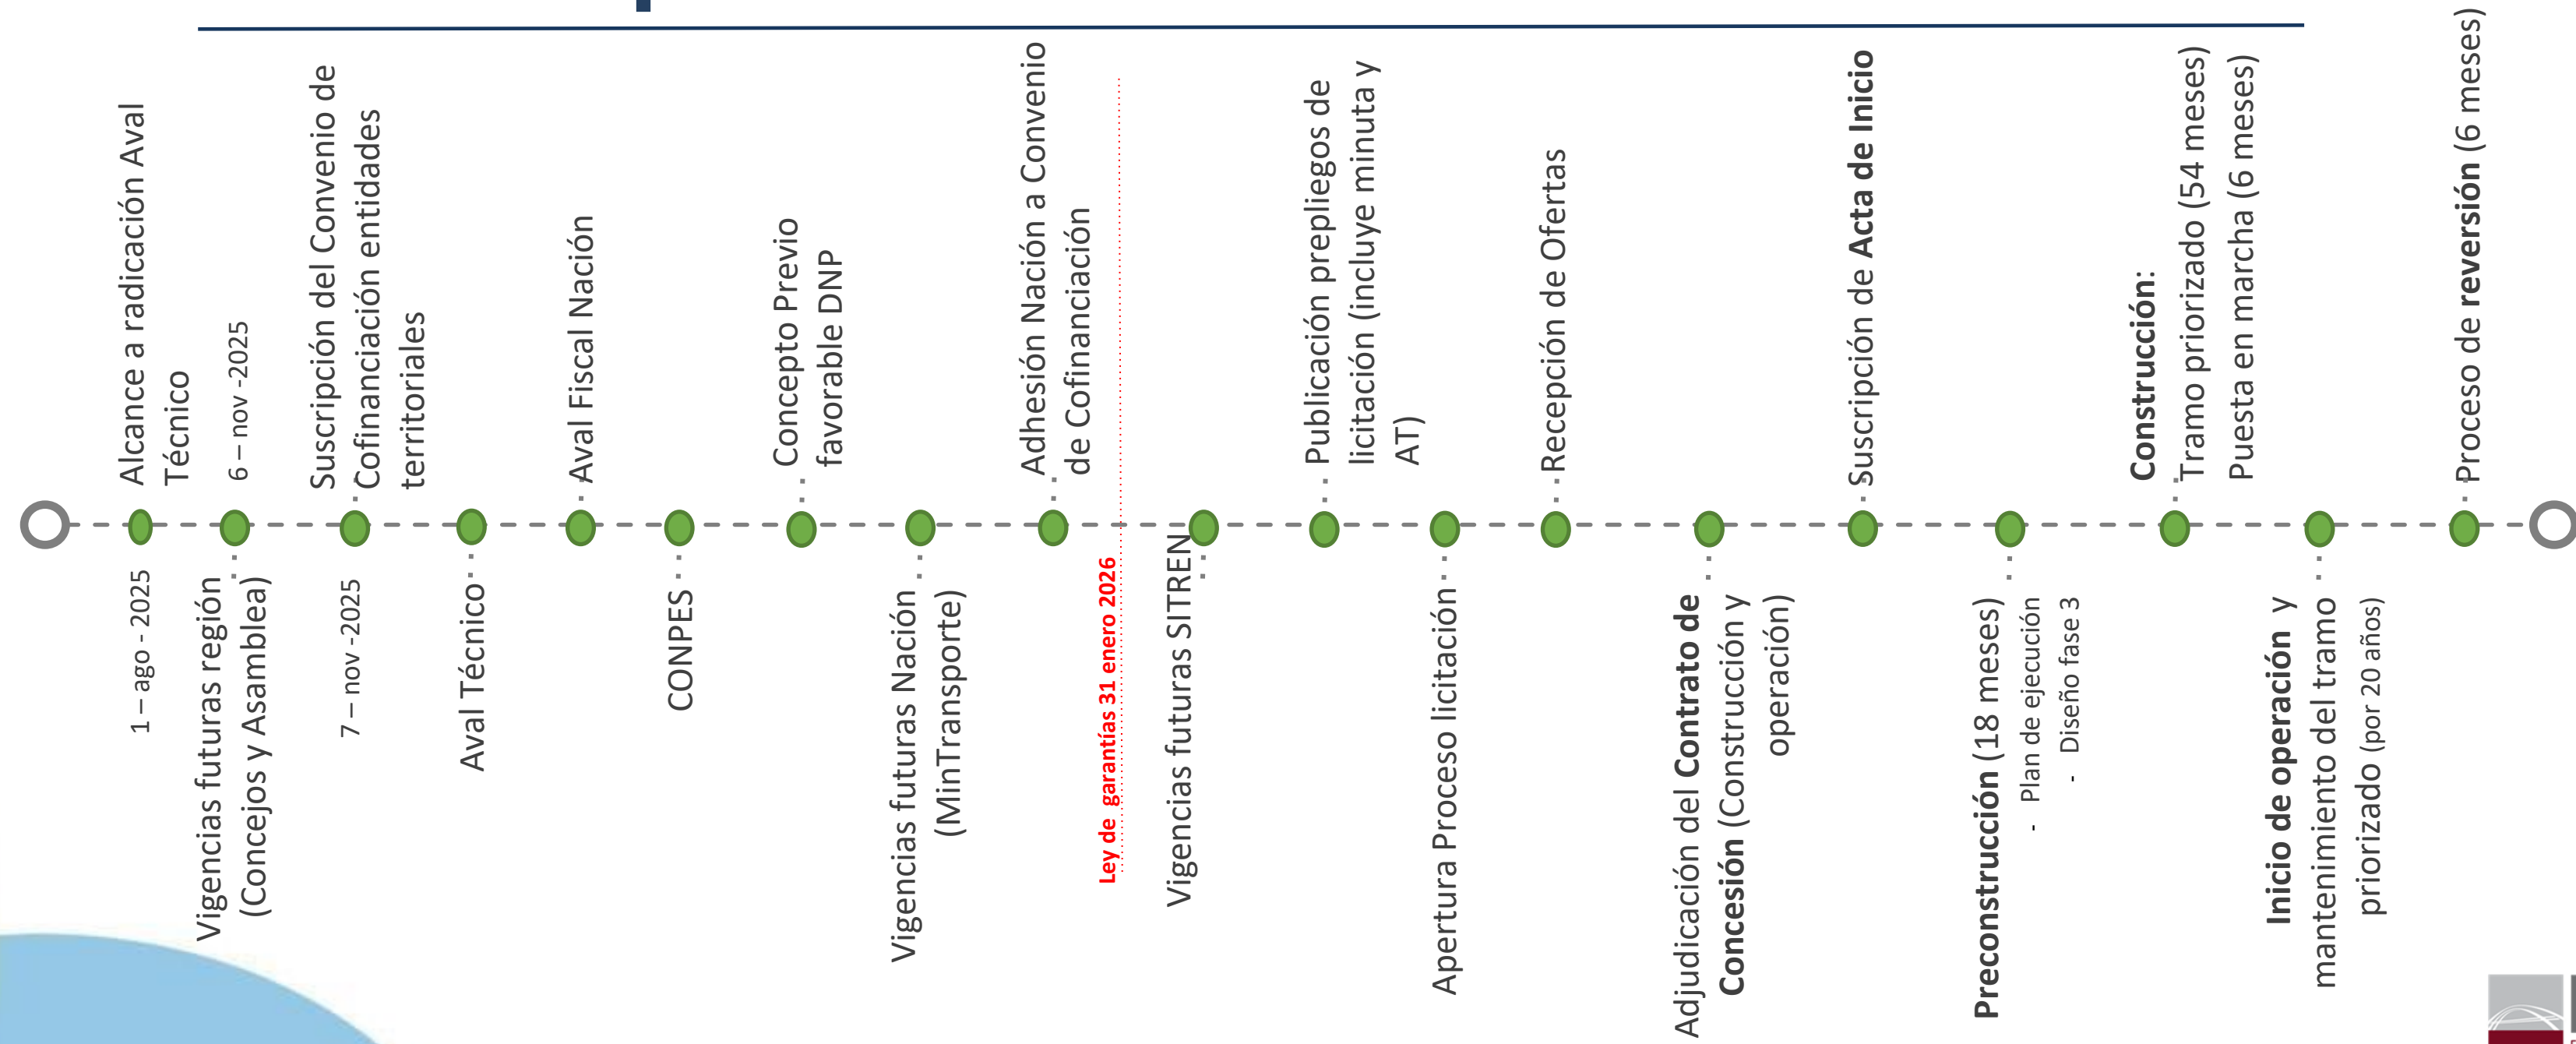 Alcance a radicación Aval
Técnico
1 – ago - 2025
6 – nov -2025
Vigencias futuras región
(Concejos y Asamblea)
Suscripción del Convenio de
Cofinanciación entidades
territoriales
7 – nov -2025
Aval Técnico
Aval Fiscal Nación
CONPES
Concepto Previo
favorable DNP
Vigencias futuras Nación
(MinTransporte)
Adhesión Nación a Convenio
de Cofinanciación
Ley de garantías 31 enero 2026
Vigencias futuras SITREN
Publicación prepliegos de
licitación (incluye minuta y
AT)
Apertura Proceso licitación
Recepción de Ofertas
Adjudicación del Contrato de
Concesión (Construcción y
operación)
Suscripción de Acta de Inicio
Preconstrucción (18 meses)
- Plan de ejecución
- Diseño fase 3
Construcción:
Tramo priorizado (54 meses)
Puesta en marcha (6 meses)
Inicio de operación y
mantenimiento del tramo
priorizado (por 20 años)
Proceso de reversión (6 meses)